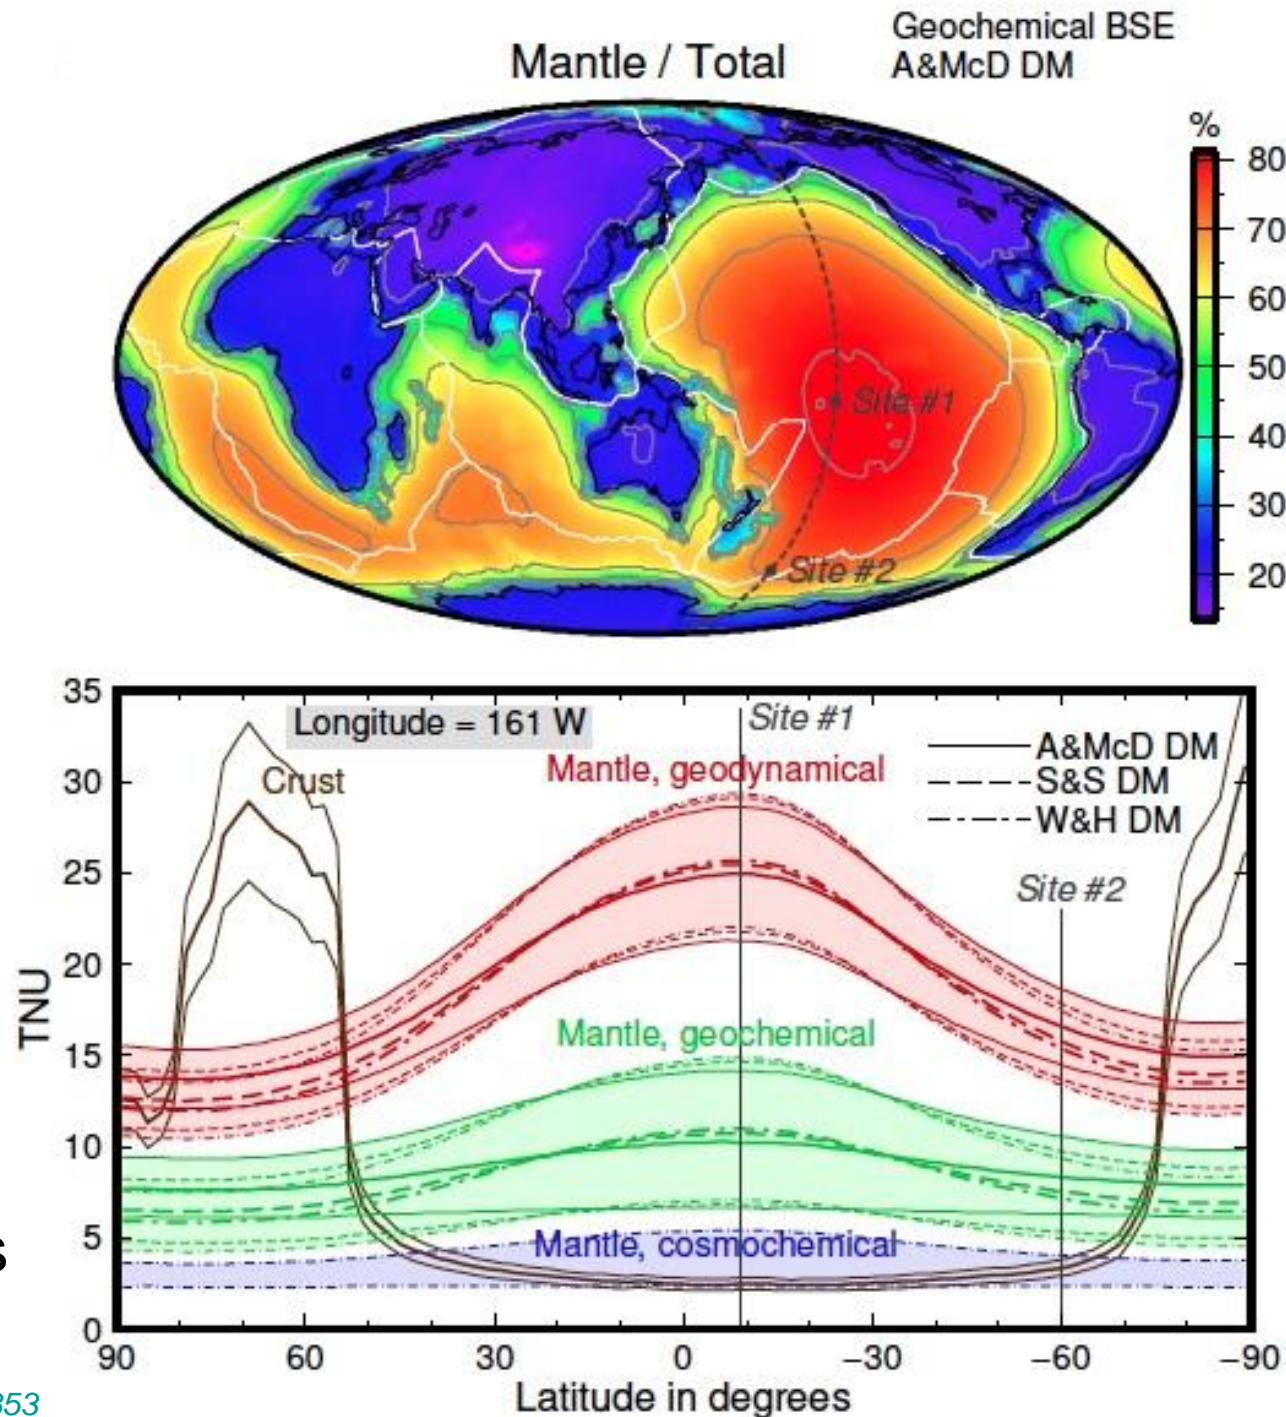 Geochemical BSE
A&McD DM
Mantle / Total
%
80
70
60
50
40
30
20
Site #1
Site #2
35
30
25
20
15
10
5
0
TNU
Longitude = 161 W
Site #1
A&McD DM
S&S DM
W&H DM
Mantle, geodynamical
Crust
Site #2
Mantle, geochemical
Mantle, cosmochemical
s
90
60
30
0
−30
−60
−90
Latitude in degrees
353